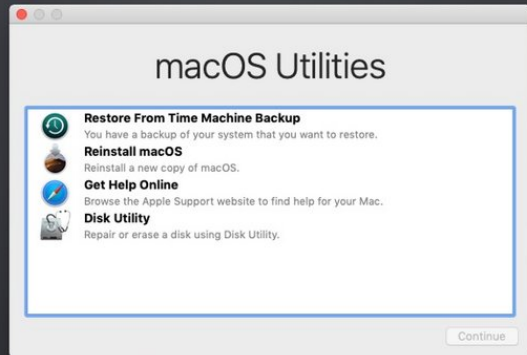 macOS Utilities
Restore From Time Machine Backup
You have a backup of your system that you want to restore.
Reinstall macOS
Reinstall a new copy of macOS.
Get Help Online
Browse the Apple Support website to find help for your Mac.
Disk Utility
Repair or erase a disk using Disk Utility.
Continue